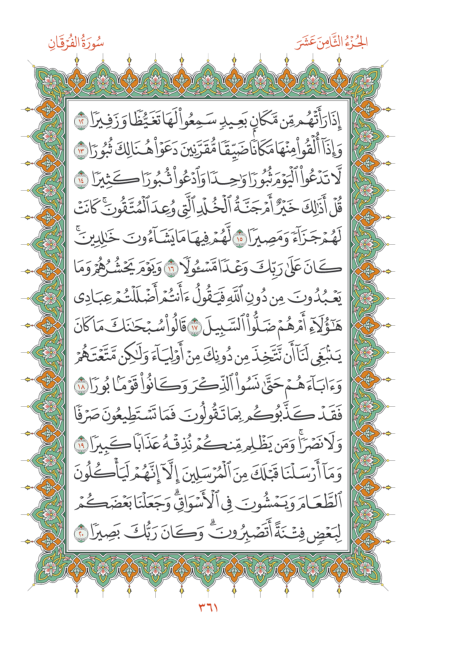 سُورَةُ الفُرْقَانِ
الجُزْءُ الثَّامِنَ عَشَرَ
إِذَا رَأَتْهُم مِّن مَّكَانِۭ بَعِيدٖ سَمِعُواْ لَهَا تَغَيُّظٗا وَزَفِيرٗا ١٢
وَإِذَآ أُلْقُواْ مِنْهَا مَكَانٗا ضَيِّقٗا مُّقَرَّنِينَ دَعَوْاْ هُنَالِكَ ثُبُورٗا ١٣
لَّا تَدْعُواْ ٱلْيَوْمَ ثُبُورٗا وَٰحِدٗا وَٱدْعُواْ ثُبُورٗا كَثِيرٗا ١٤
قُلْ أَذَٰلِكَ خَيْرٌ أَمْ جَنَّةُ ٱلْخُلْدِ ٱلَّتِي وُعِدَ ٱلْمُتَّقُونَۚ كَانَتْ
لَهُمْ جَزَآءٗ وَمَصِيرٗا ١٥ لَّهُمْ فِيهَا مَا يَشَآءُونَ خَٰلِدِينَۚ
كَانَ عَلَىٰ رَبِّكَ وَعْدٗا مَّسْـُٔولٗا ١٦ وَيَوْمَ يَحْشُرُهُمْ وَمَا
يَعْبُدُونَ مِن دُونِ ٱللَّهِ فَيَقُولُ ءَأَنتُمْ أَضْلَلْتُمْ عِبَادِي
هَٰٓؤُلَآءِ أَمْ هُمْ ضَلُّواْ ٱلسَّبِيلَ ١٧ قَالُواْ سُبْحَٰنَكَ مَا كَانَ
يَنۢبَغِي لَنَآ أَن نَّتَّخِذَ مِن دُونِكَ مِنْ أَوْلِيَآءَ وَلَٰكِن مَّتَّعْتَهُمْ
وَءَابَآءَهُمْ حَتَّىٰ نَسُواْ ٱلذِّكْرَ وَكَانُواْ قَوْمَۢا بُورٗا ١٨
فَقَدْ كَذَّبُوكُم بِمَا تَقُولُونَ فَمَا تَسْتَطِيعُونَ صَرْفٗا
وَلَا نَصْرٗاۚ وَمَن يَظْلِم مِّنكُمْ نُذِقْهُ عَذَابٗا كَبِيرٗا ١٩
وَمَآ أَرْسَلْنَا قَبْلَكَ مِنَ ٱلْمُرْسَلِينَ إِلَّآ إِنَّهُمْ لَيَأْكُلُونَ
ٱلطَّعَامَ وَيَمْشُونَ فِي ٱلْأَسْوَاقِۗ وَجَعَلْنَا بَعْضَكُمْ
لِبَعْضٖ فِتْنَةً أَتَصْبِرُونَۗ وَكَانَ رَبُّكَ بَصِيرٗا ٢٠
٣٦١